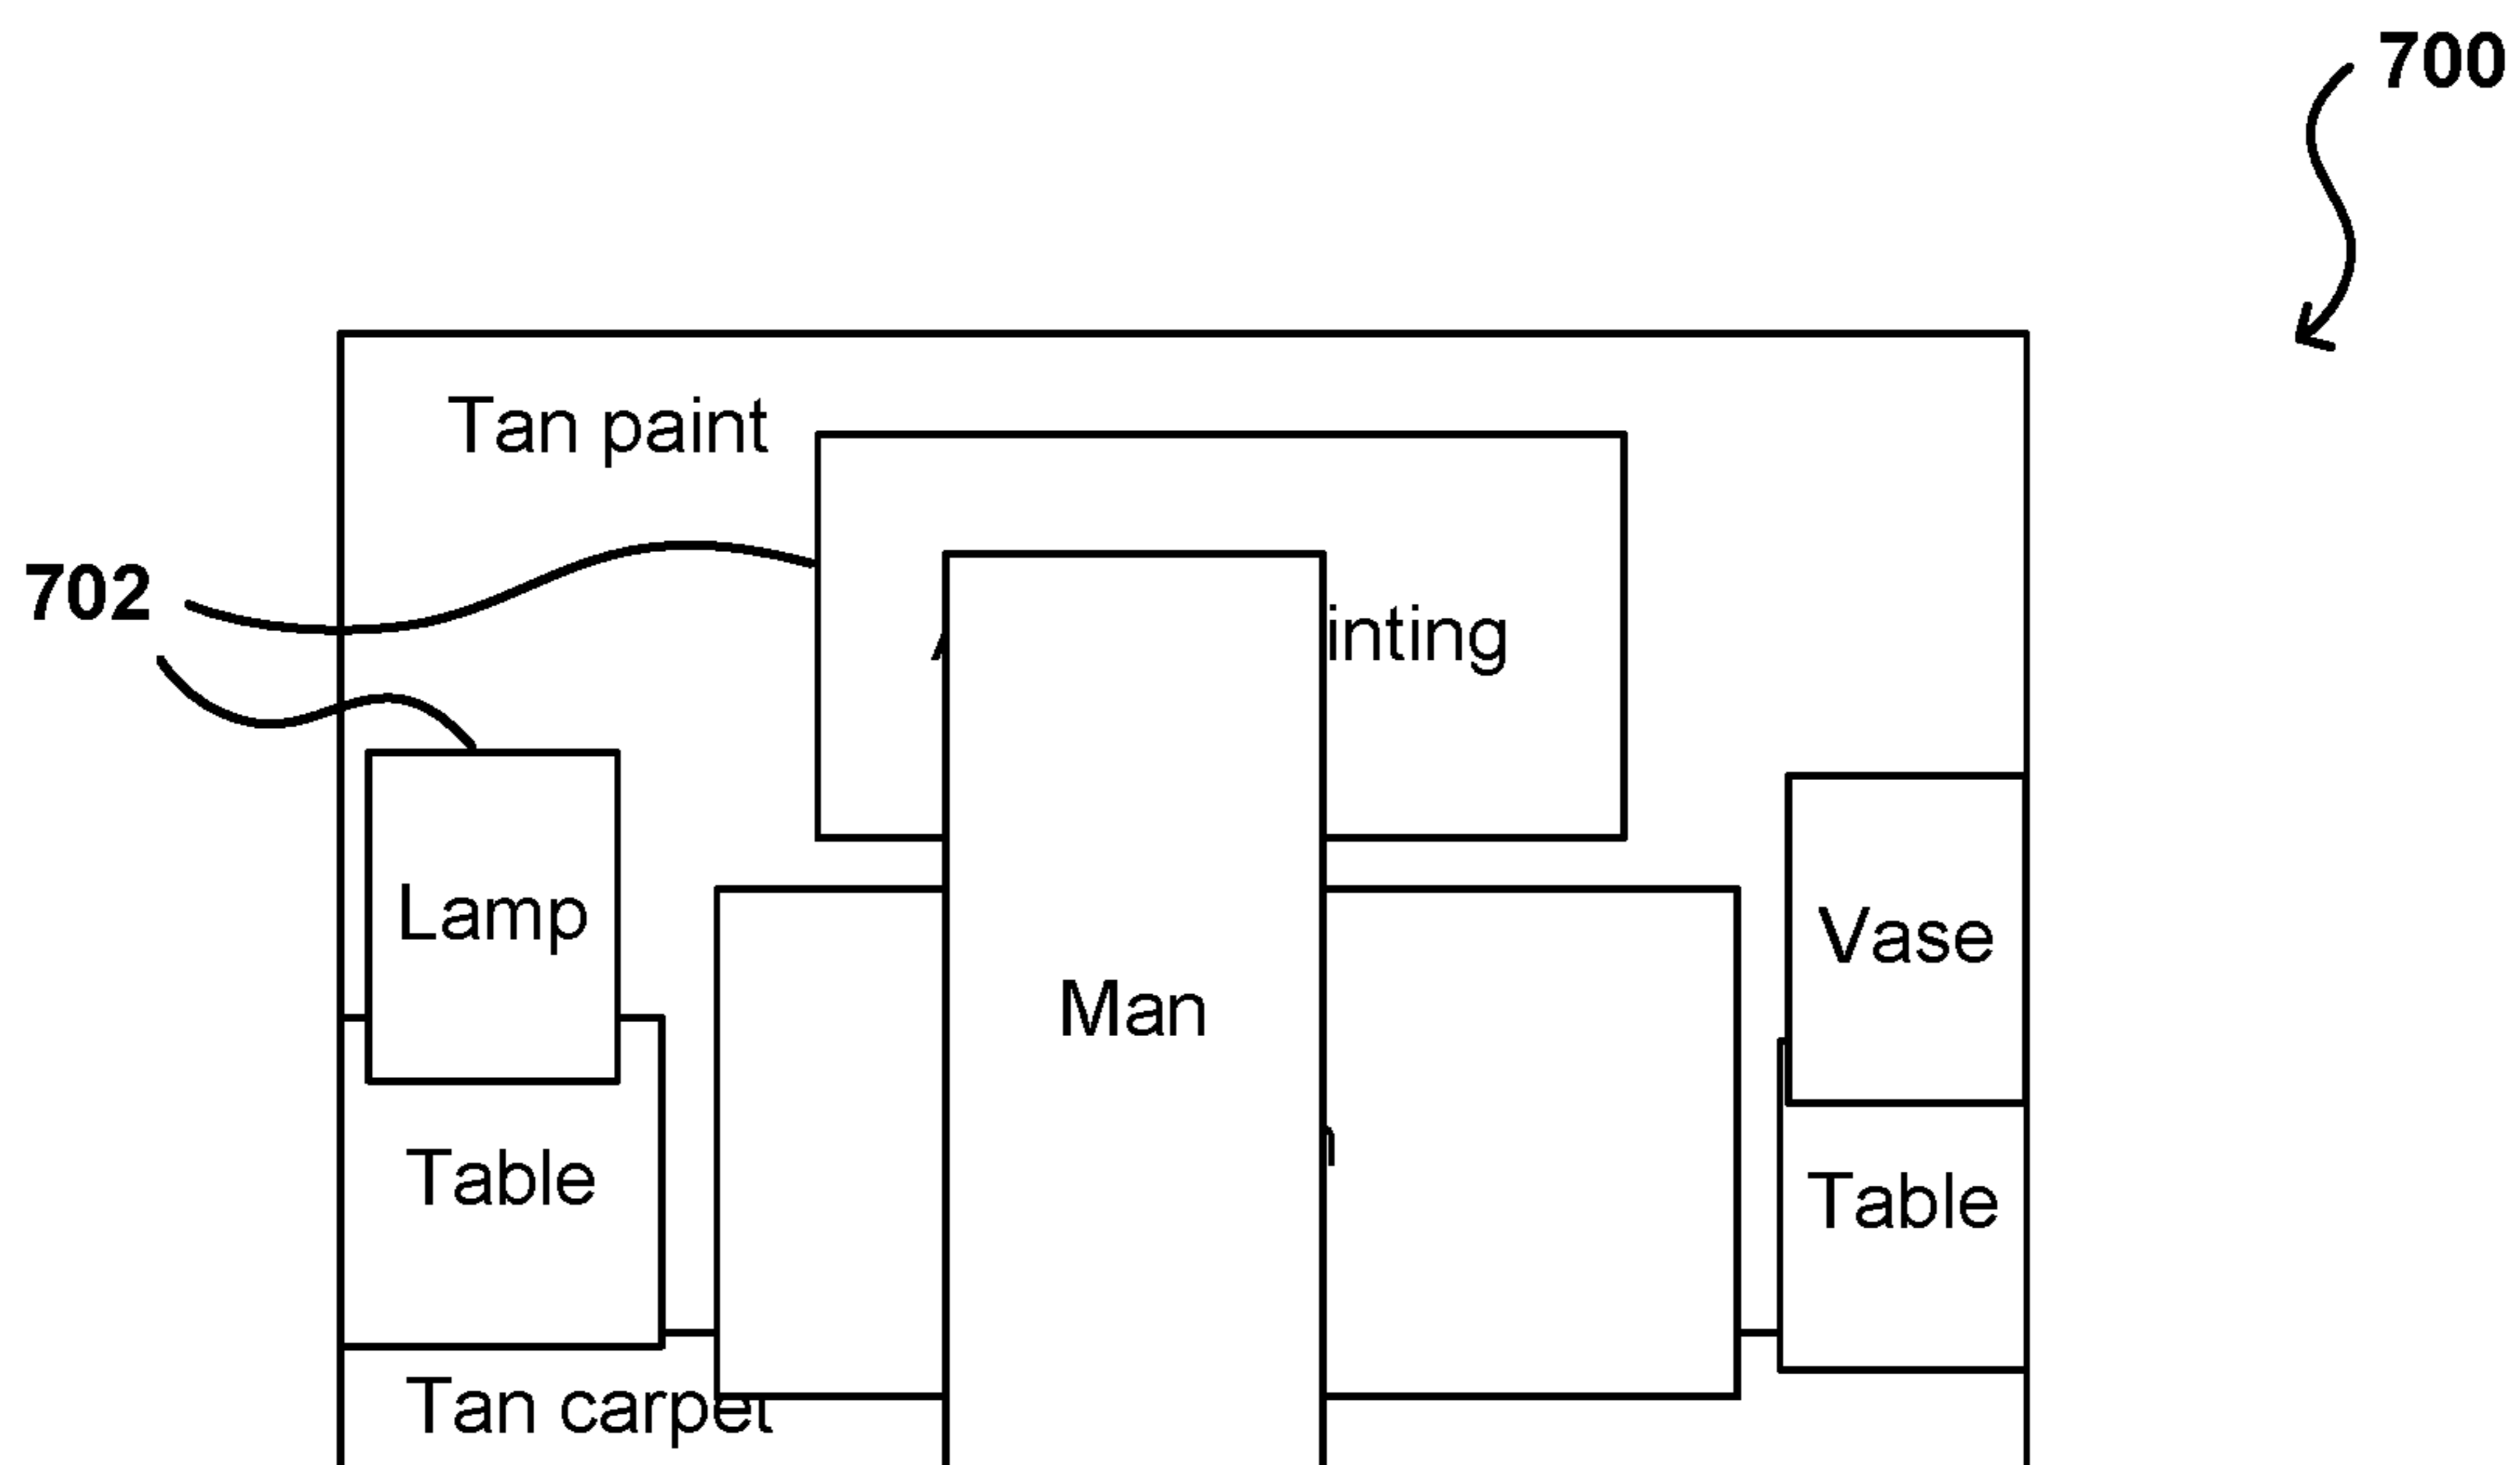 700
Tan paint
702
inting
Lamp
Vase
Man
Table
Table
Tan carpet